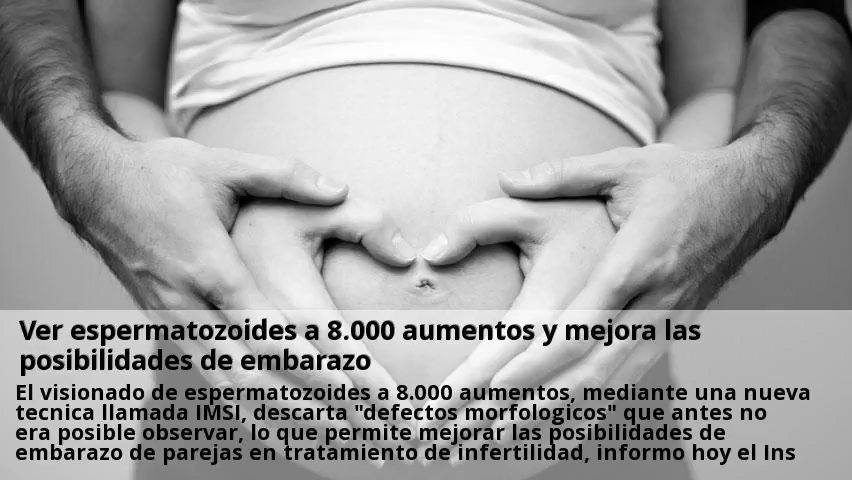 Ver espermatozoides a 8.000 aumentos y mejora las
posibilidades de embarazo
El visionado de espermatozoides a 8.000 aumentos, mediante una nueva
tecnica llamada IMSI, descarta "defectos morfologicos" que antes no
era posible observar, lo que permite mejorar las posibilidades de
embarazo de parejas en tratamiento de infertilidad, informo hoy el Ins